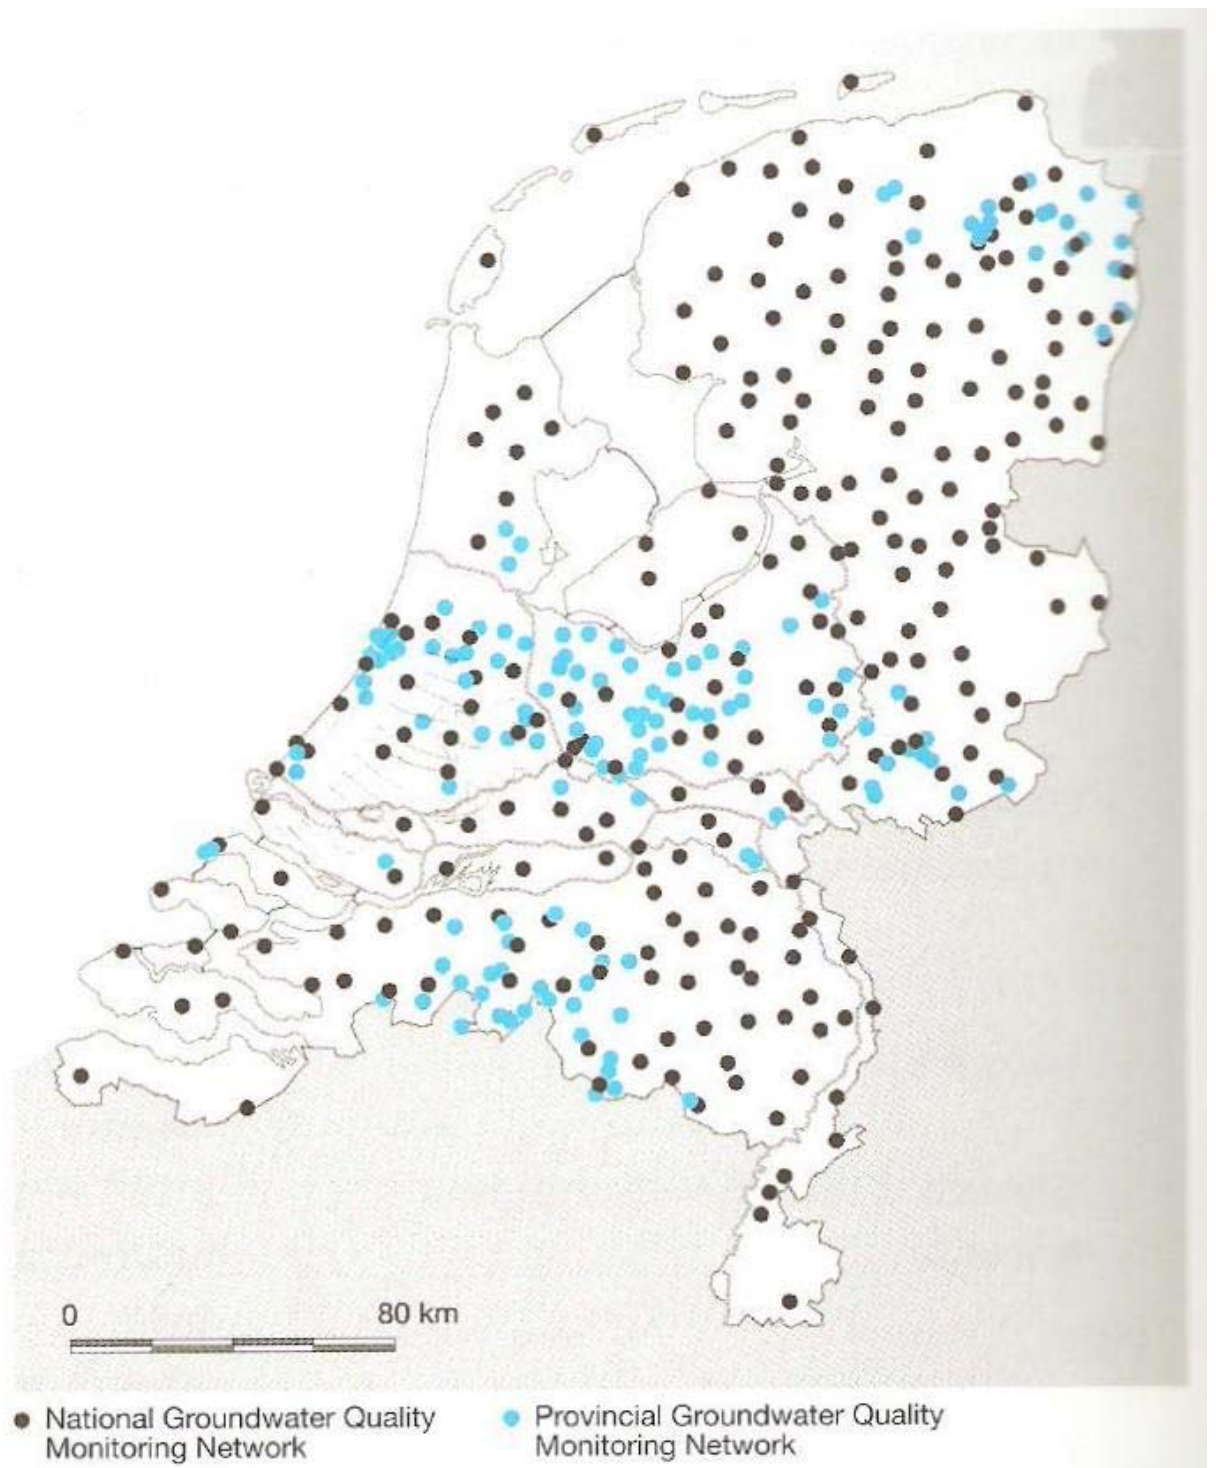 0 80 km
National Groundwater Quality
Monitoring Network
Provincial Groundwater Quality
Monitoring Network